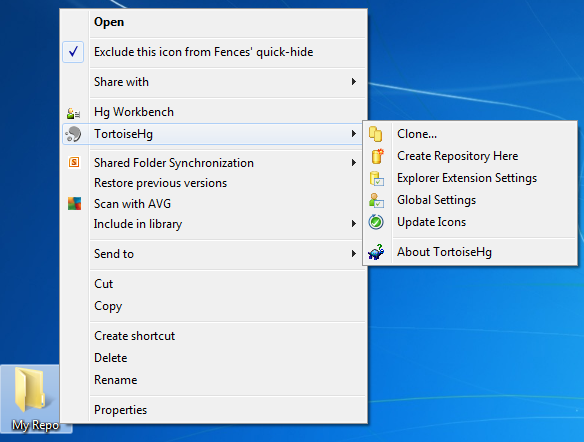 Open
Exclude this icon from Fences' quick-hide
Share with
Hg Workbench
TortoiseHg
Shared Folder Synchronization
Restore previous versions
Scan with AVG
Include in library
Send to
Cut
Copy
Create shortcut
Delete
Rename
Properties
Clone...
Create Repository Here
Explorer Extension Settings
Global Settings
Update Icons
About TortoiseHg
My Repo